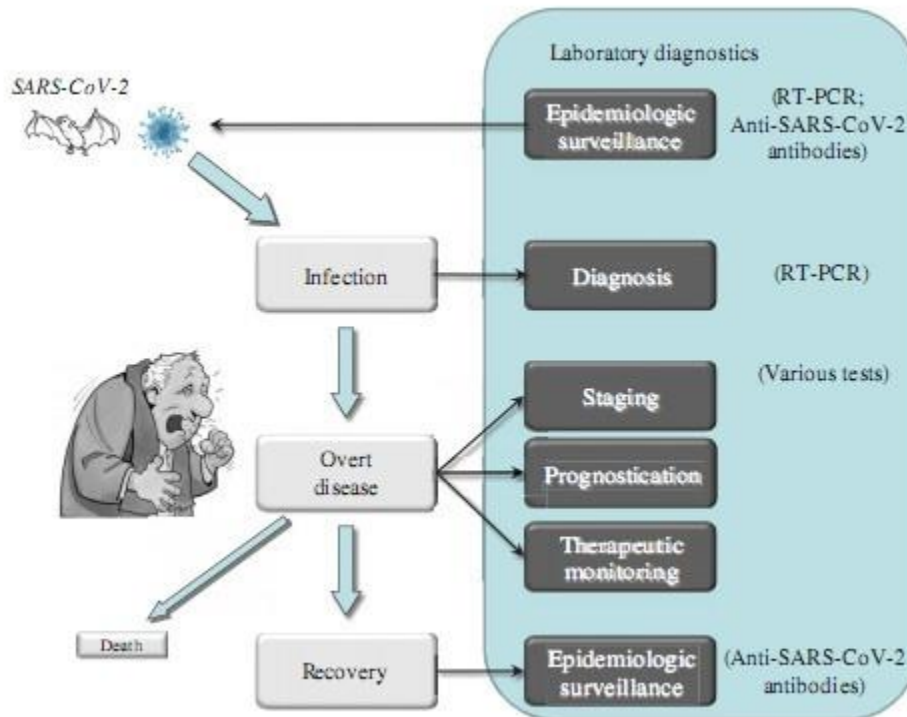 Laboratory diagnostics
SARS-CoV-2
Epidemiologic
surveillance
(RT-PCR;
Anti-SARS-CoV-2
antibodies)
Infection
Diagnosis
(RT-PCR)
Staging
(Various tests)
Overt
disease
Prognostication
Therapeutic
monitoring
Death
Recovery
Epidemiologic
surveillance
(Anti-SARS-CoV-2
antibodies)